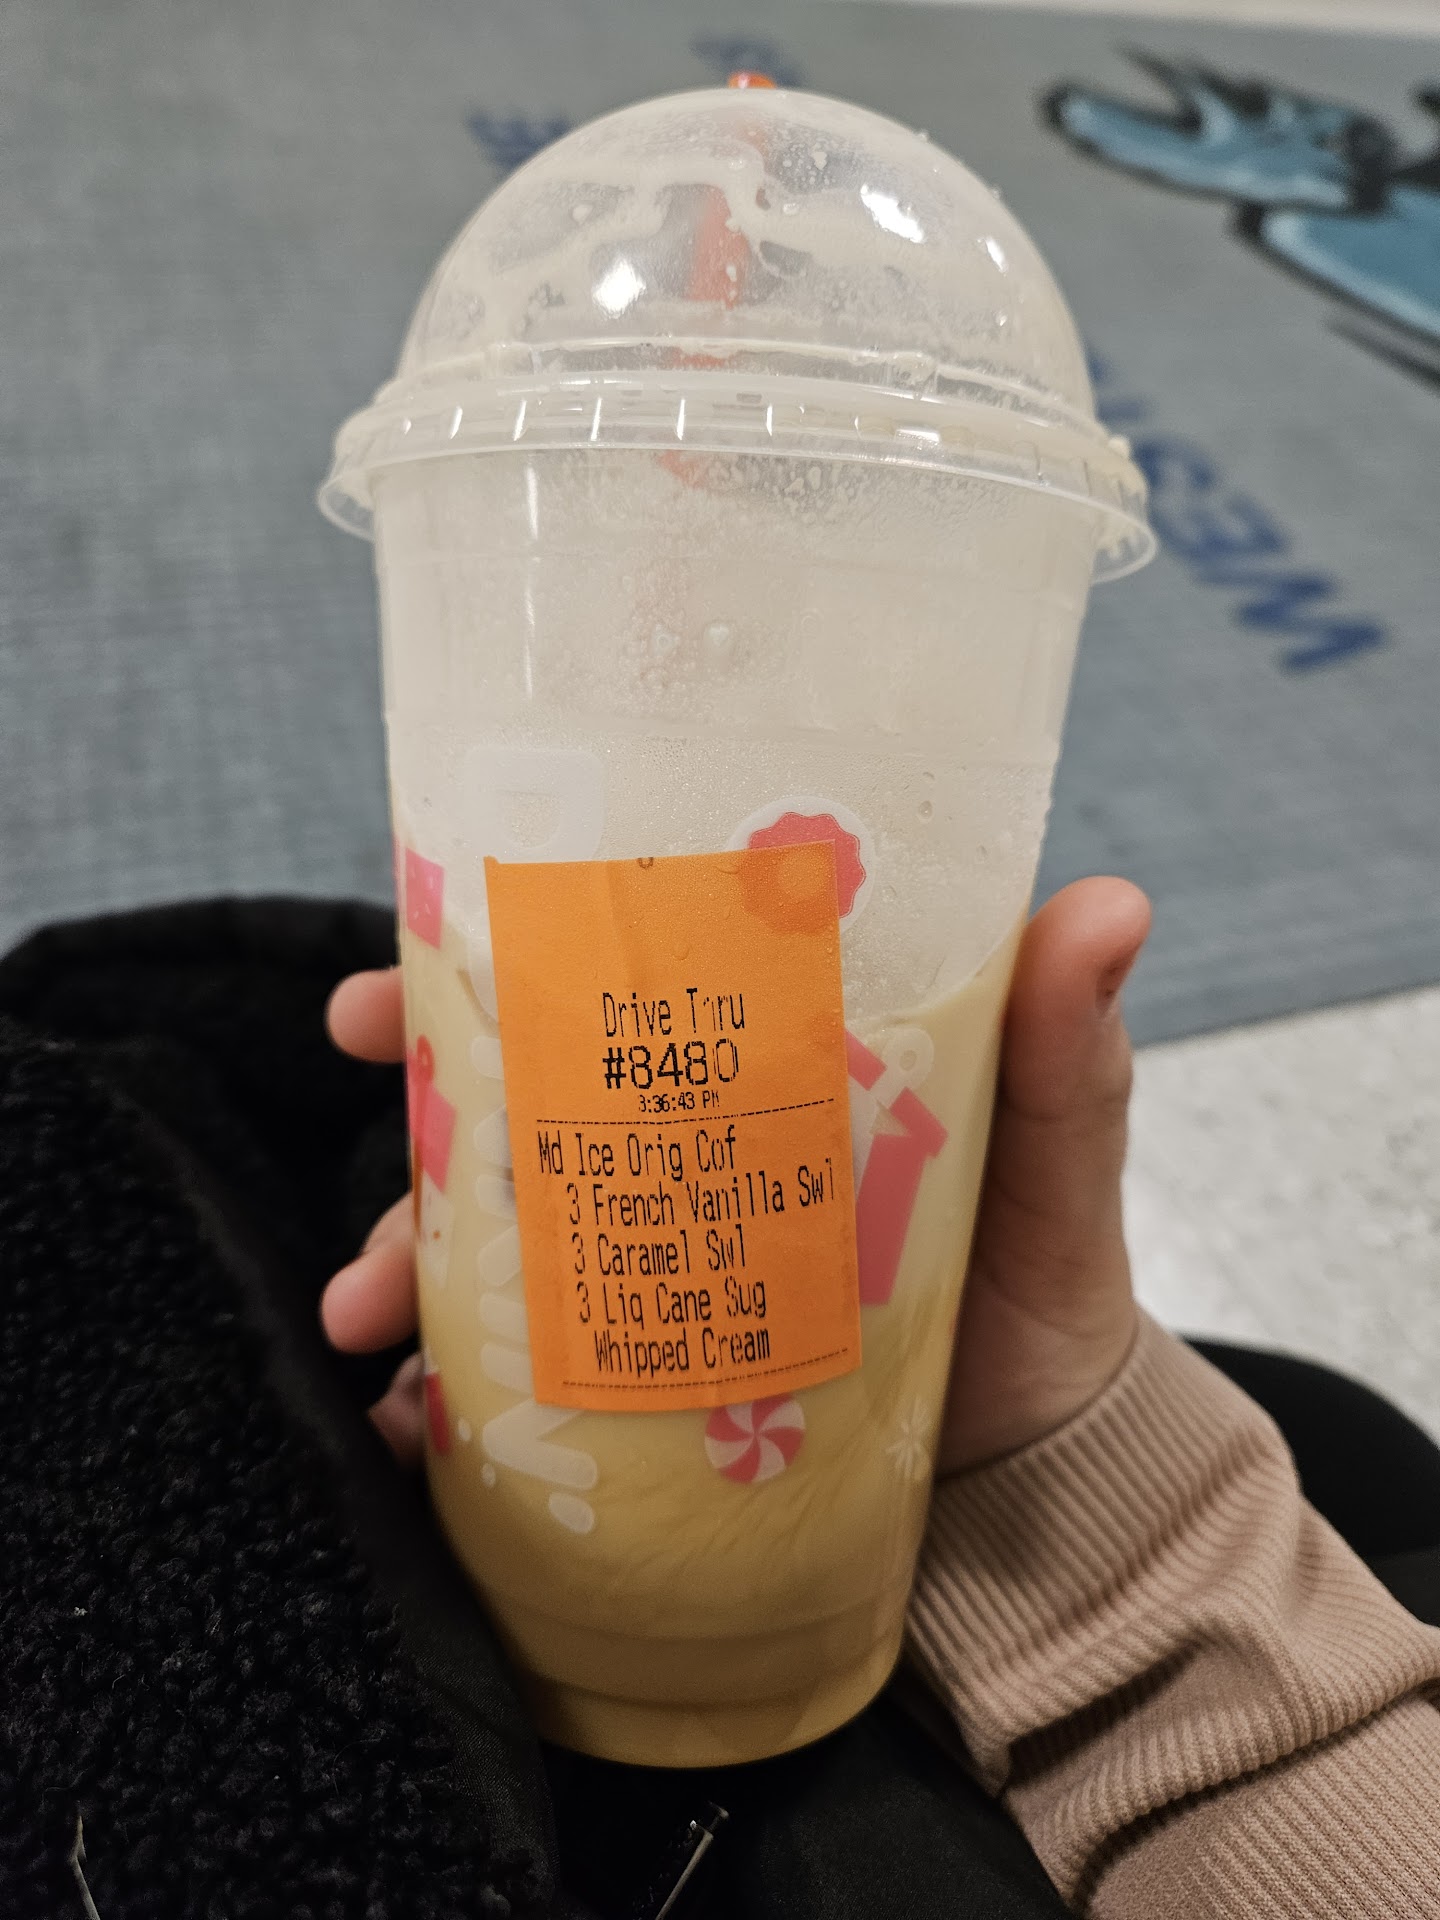 Drive Thru
#8480
3:36:43 PM
Md Ice Orig Cof
3 French Vanilla Swl
3 Caramel Swl
3 Liq Cane Sug
Whipped Cream
WEST